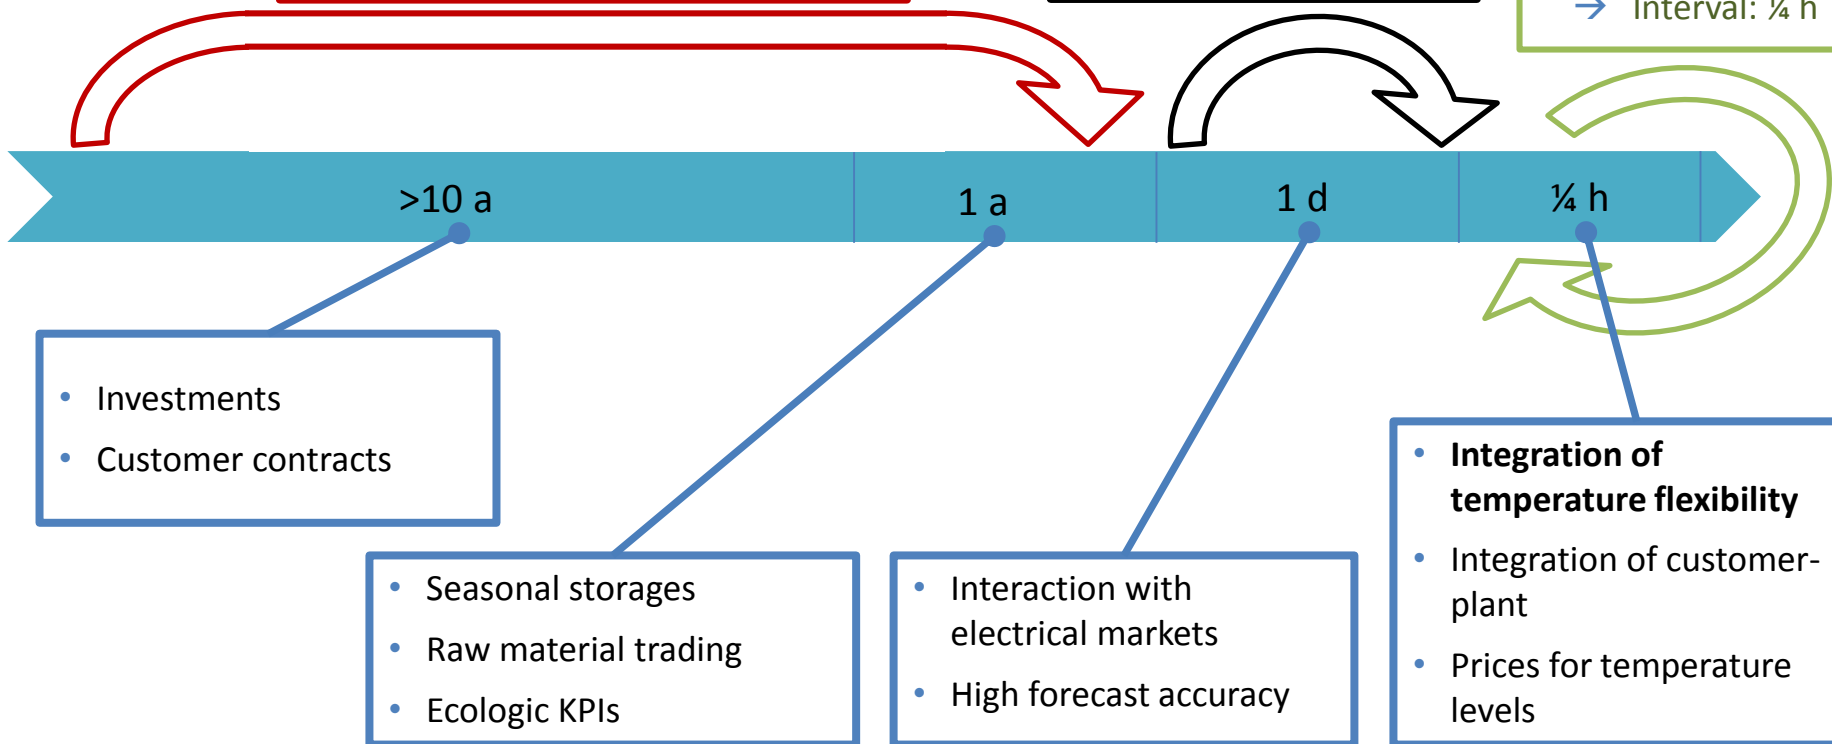 → Interval: ¼ h
>10 a
1 a
1 d
¼ h
• Investments
• Customer contracts
• Seasonal storages
• Raw material trading
• Ecologic KPIs
• Interaction with
electrical markets
• High forecast accuracy
• Integration of
temperature flexibility
• Integration of customer-
plant
• Prices for temperature
levels